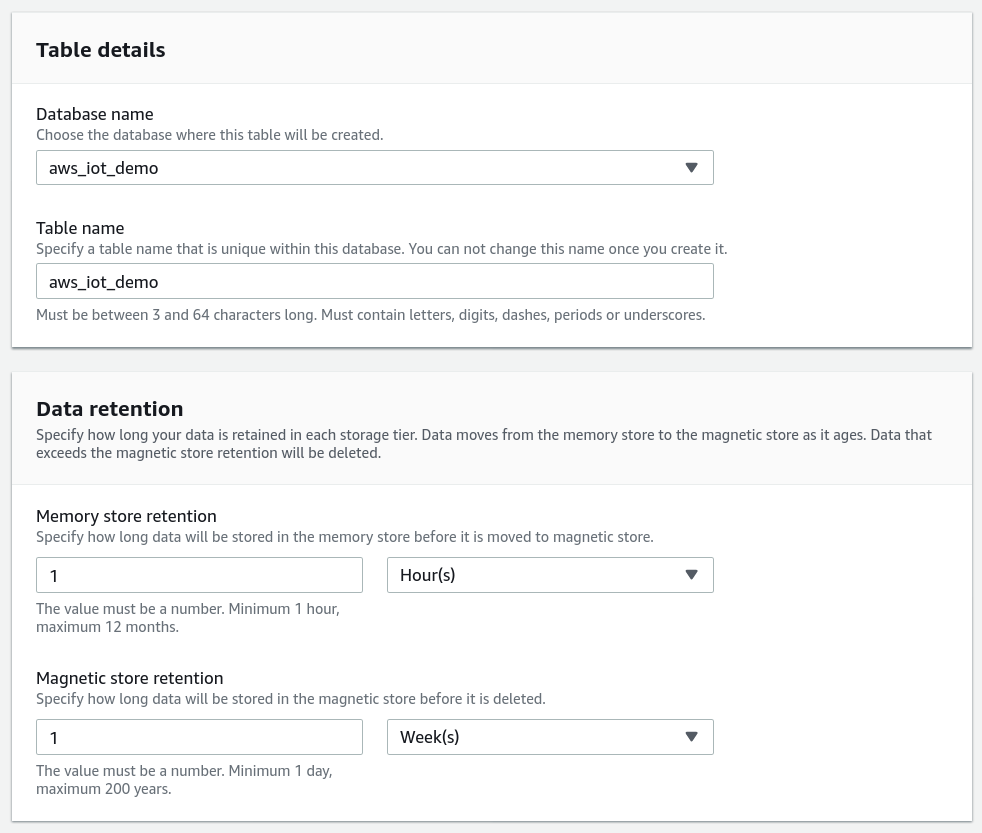 Table details
Database name
Choose the database where this table will be created.
aws_iot_demo
Table name
Specify a table name that is unique within this database. You can not change this name once you create it.
aws_iot_demo
Must be between 3 and 64 characters long. Must contain letters, digits, dashes, periods or underscores.
Data retention
Specify how long your data is retained in each storage tier. Data moves from the memory store to the magnetic store as it ages. Data that
exceeds the magnetic store retention will be deleted.
Memory store retention
Specify how long data will be stored in the memory store before it is moved to magnetic store.
1 Hour(s)
The value must be a number. Minimum 1 hour,
maximum 12 months.
Magnetic store retention
Specify how long data will be stored in the magnetic store before it is deleted.
1 Week(s)
The value must be a number. Minimum 1 day,
maximum 200 years.